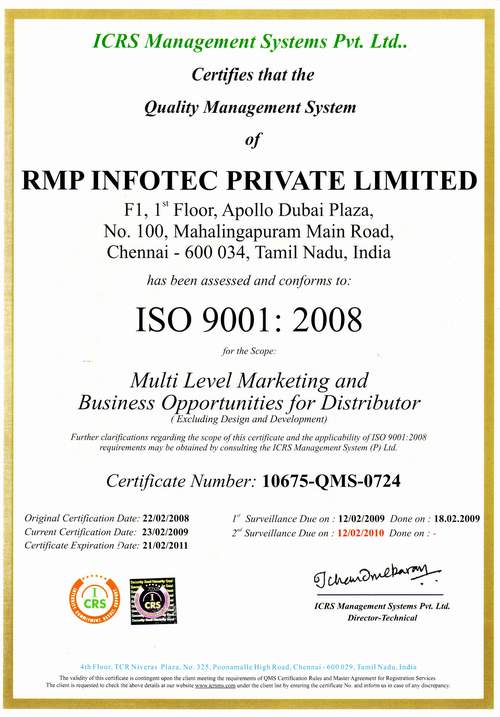 ICRS Management Systems Pvt. Ltd..
Certifies that the
Quality Management System
of
RMP INFOTEC PRIVATE LIMITED
F1, 1st Floor, Apollo Dubai Plaza,
No. 100, Mahalingapuram Main Road,
Chennai - 600 034, Tamil Nadu, India
has been assessed and conforms to:
ISO 9001: 2008
for the Scope:
Multi Level Marketing and
Business Opportunities for Distributor
( Excluding Design and Development)
Further clarifications regarding the scope of this certificate and the applicability of ISO 9001:2008
requirements may be obtained by consulting the ICRS Management System (P) Ltd.
Certificate Number: 10675-QMS-0724
Original Certification Date: 22/02/2008
Current Certification Date: 23/02/2009
Certificate Expiration Date: 21/02/2011
1st Surveillance Due on : 12/02/2009 Done on : 18.02.2009
2nd Surveillance Due on : 12/02/2010 Done on : -
I
CRS
I
CRS
ICRS Management Systems Pvt. Ltd.
Director-Technical
4th Floor, TCR Niveras Plaza, No. 325, Poonamalle High Road, Chennai - 600 029, Tamil Nadu, India
The validity of this certificate is contingent upon the client meeting the requirements of QMS Certification Rules and Master Agreement for Registration Services
The client is requested to check the above details at our website www.icrsms.com under the client list by entering the certificate No. and inform us in case of any discrepancy.